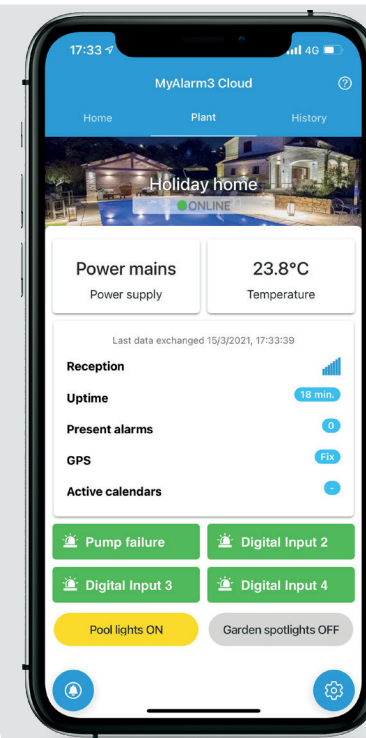 17:33
4G
MyAlarm3 Cloud
?
Home Plant History
Holiday home
ONLINE
Power mains
Power supply
23.8°C
Temperature
Last data exchanged 15/3/2021, 17:33:39
Reception
Uptime 18 min.
Present alarms 0
GPS Fix
Active calendars -
Pump failure
Digital Input 2
Digital Input 3
Digital Input 4
Pool lights ON
Garden spotlights OFF